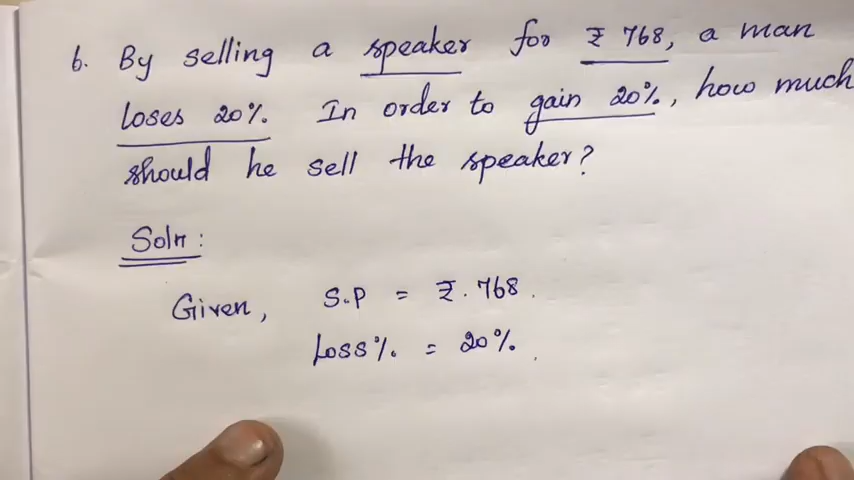 6. By selling a speaker for ₹ 768, a man
loses 20%. In order to gain 20%, how much
should he sell the speaker?
Soln:
Given, S.P = ₹. 768.
Loss% = 20%.